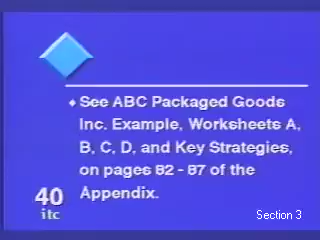 ♦ See ABC Packaged Goods
Inc. Example, Worksheets A,
B, C, D, and Key Strategies,
on pages 82 - 87 of the
Appendix.
40
itc
Section 3